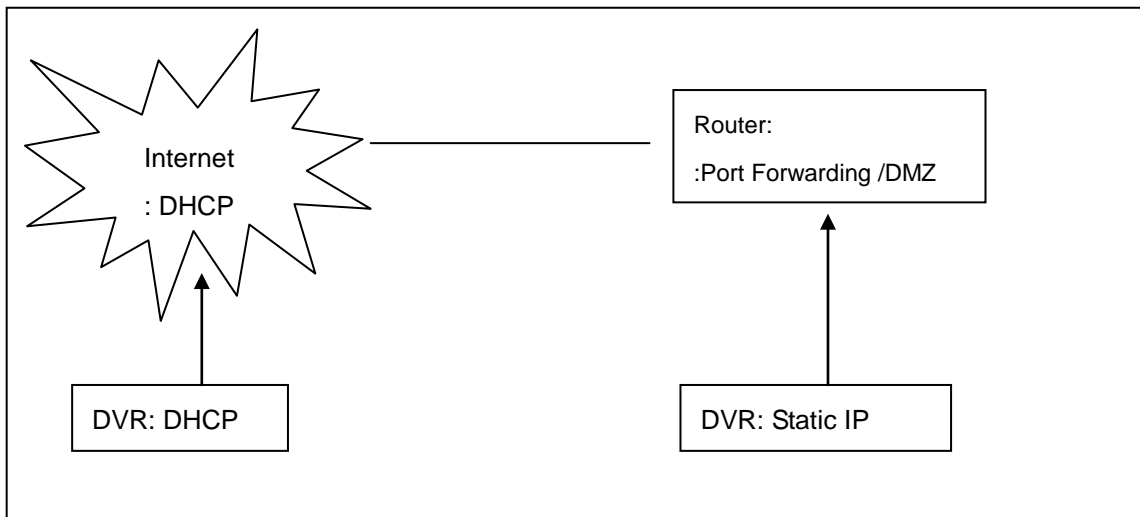 Internet
: DHCP
Router:
:Port Forwarding /DMZ
DVR: DHCP
DVR: Static IP